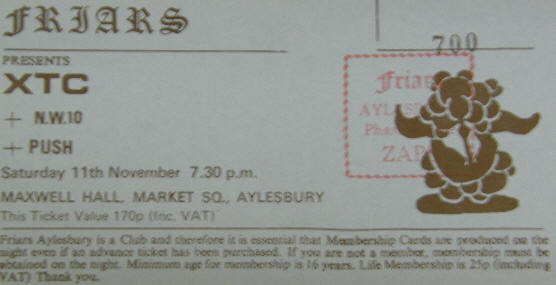 FRIARS
700
PRESENTS
XTC
+ N.W.10
+ PUSH
Friar
AYL
ZA
Saturday 11th November 7.30 p.m.
MAXWELL HALL, MARKET SQ., AYLESBURY
This Ticket Value 170p (Inc. VAT)
Friars Aylesbury is a Club and therefore it is essential that Membership Cards are produced on the
night even if an advance ticket has been purchased. If you are not a member, membership must be
obtained on the night. Minimum age for membership is 16 years. Life Membership is 25p (including
VAT) Thank you.